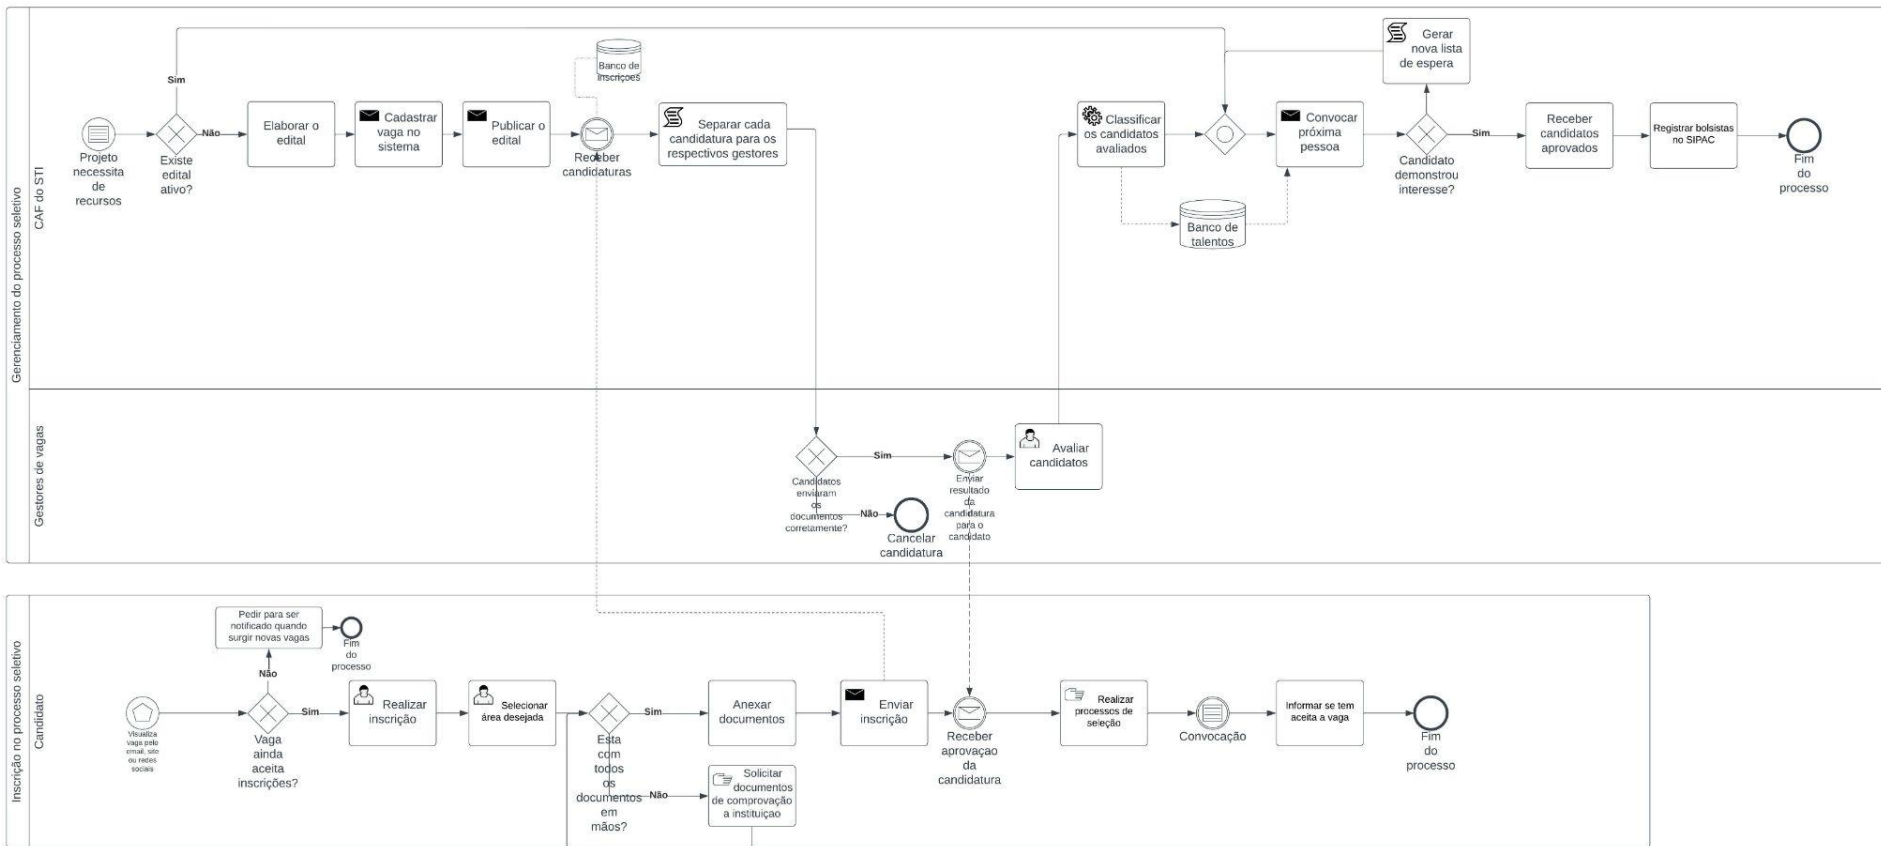 Gerenciamento do processo seletivo
CAF do STI
Projeto
necessita
de
recursos
Sim
Não
Existe
edital
ativo?
Elaborar o
edital
Cadastrar
vaga no
sistema
Publicar o
edital
Banco de
inscrições
Receber
candidaturas
Separar cada
candidatura para os
respectivos gestores
Classificar
os candidatos
avaliados
Banco de
talentos
Convocar
próxima
pessoa
Gerar
nova lista
de espera
Candidato
demonstrou
interesse?
Sim
Receber
candidatos
aprovados
Registrar bolsistas
no SIPAC
Fim
do
processo
Gestores de vagas
Candidatos
enviaram
os
documentos
corretamente?
Sim
Não
Cancelar
candidatura
Enviar
resultado
da
candidatura
para o
candidato
Avaliar
candidatos
Inscrição no processo seletivo
Candidato
Visualiza
vaga pelo
email, site
ou redes
sociais
Pedir para ser
notificado quando
surgir novas vagas
Fim
do
processo
Não
Sim
Vaga
ainda
aceita
inscrições?
Realizar
inscrição
Selecionar
área desejada
Esta
com
todos
os
documentos
em
mãos?
Sim
Não
Anexar
documentos
Solicitar
documentos
de comprovação
a instituiçao
Enviar
inscrição
Receber
aprovaçao
da
candidatura
Realizar
processos de
seleção
Convocação
Informar se tem
aceita a vaga
Fim
do
processo